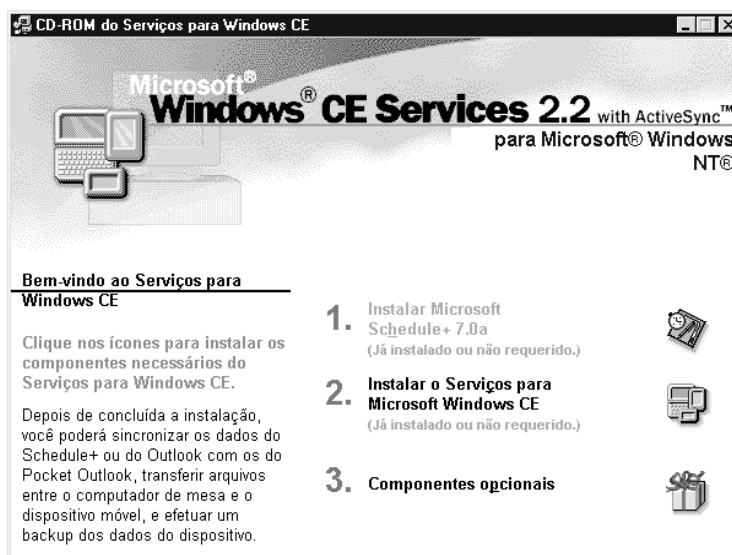 CD-ROM do Serviços para Windows CE
Microsoft®
Windows® CE Services 2.2 with ActiveSync™
para Microsoft® Windows
NT®
Bem-vindo ao Serviços para
Windows CE
Clique nos ícones para instalar os
componentes necessários do
Serviços para Windows CE.
Depois de concluída a instalação,
você poderá sincronizar os dados do
Schedule+ ou do Outlook com os do
Pocket Outlook, transferir arquivos
entre o computador de mesa e o
dispositivo móvel, e efetuar um
backup dos dados do dispositivo.
1. Instalar Microsoft
Schedule+ 7.0a
(Já instalado ou não requerido.)
2. Instalar o Serviços para
Microsoft Windows CE
(Já instalado ou não requerido.)
3. Componentes opcionais